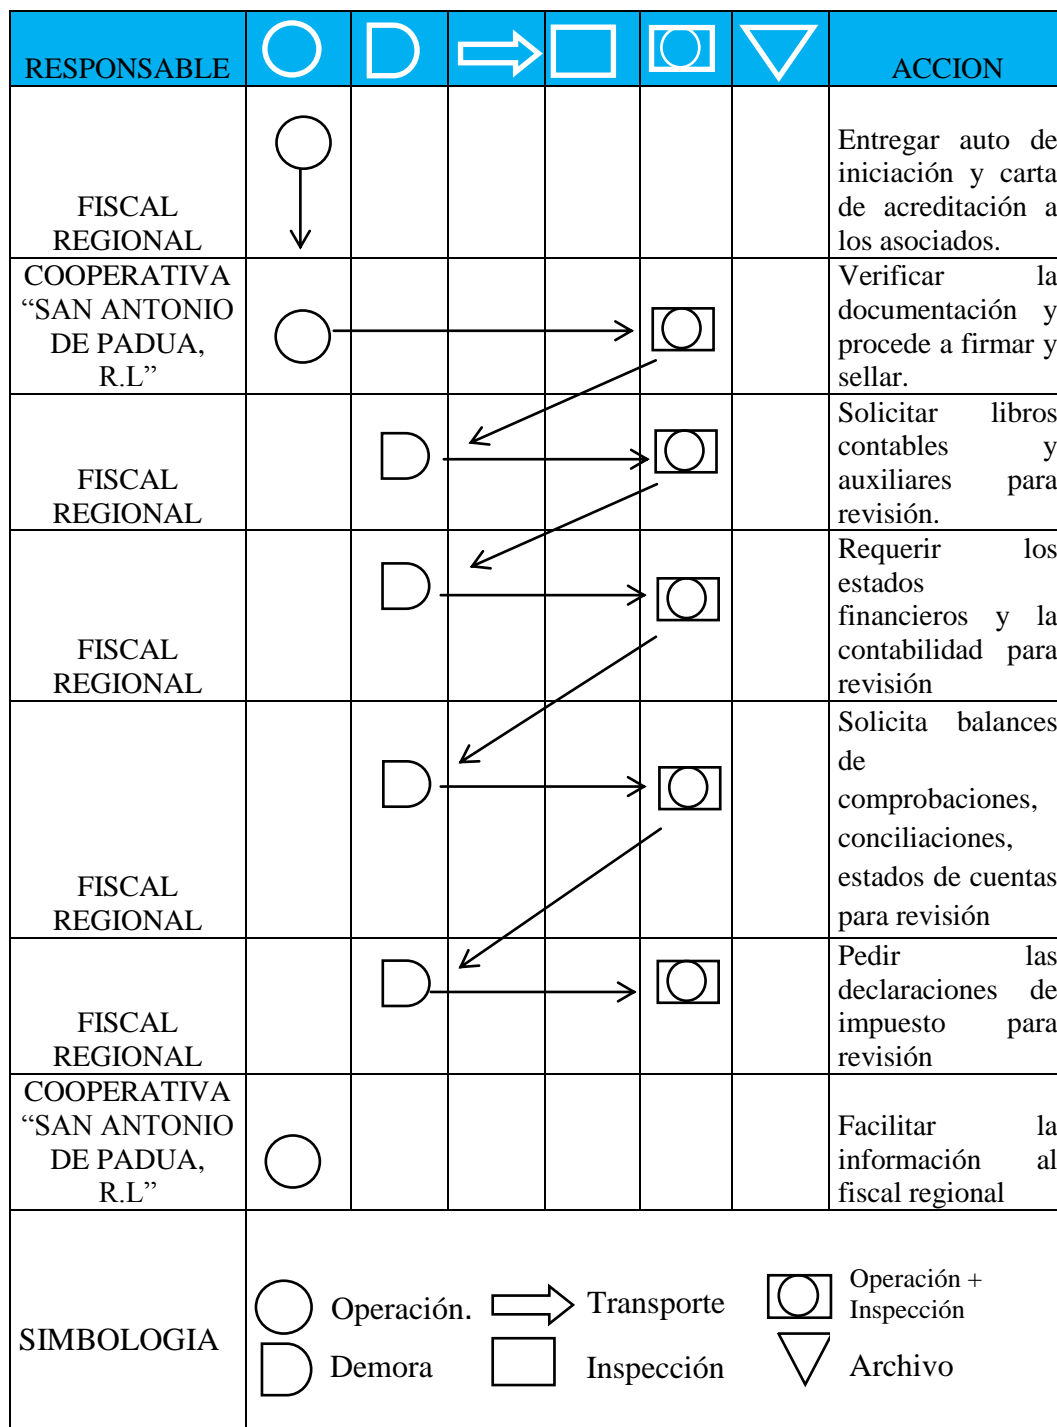 RESPONSABLE
ACCION
FISCAL
REGIONAL
Entregar auto de
iniciación y carta
de acreditación a
los asociados.
COOPERATIVA
“SAN ANTONIO
DE PADUA,
R.L”
Verificar la
documentación y
procede a firmar y
sellar.
FISCAL
REGIONAL
Solicitar libros
contables y
auxiliares para
revisión.
FISCAL
REGIONAL
Requerir los
estados
financieros y la
contabilidad para
revisión
FISCAL
REGIONAL
Solicita balances
de
comprobaciones,
conciliaciones,
estados de cuentas
para revisión
FISCAL
REGIONAL
Pedir las
declaraciones de
impuesto para
revisión
COOPERATIVA
“SAN ANTONIO
DE PADUA,
R.L”
Facilitar la
información al
fiscal regional
SIMBOLOGIA
Operación.
Transporte
Operación +
Inspección
Demora
Inspección
Archivo